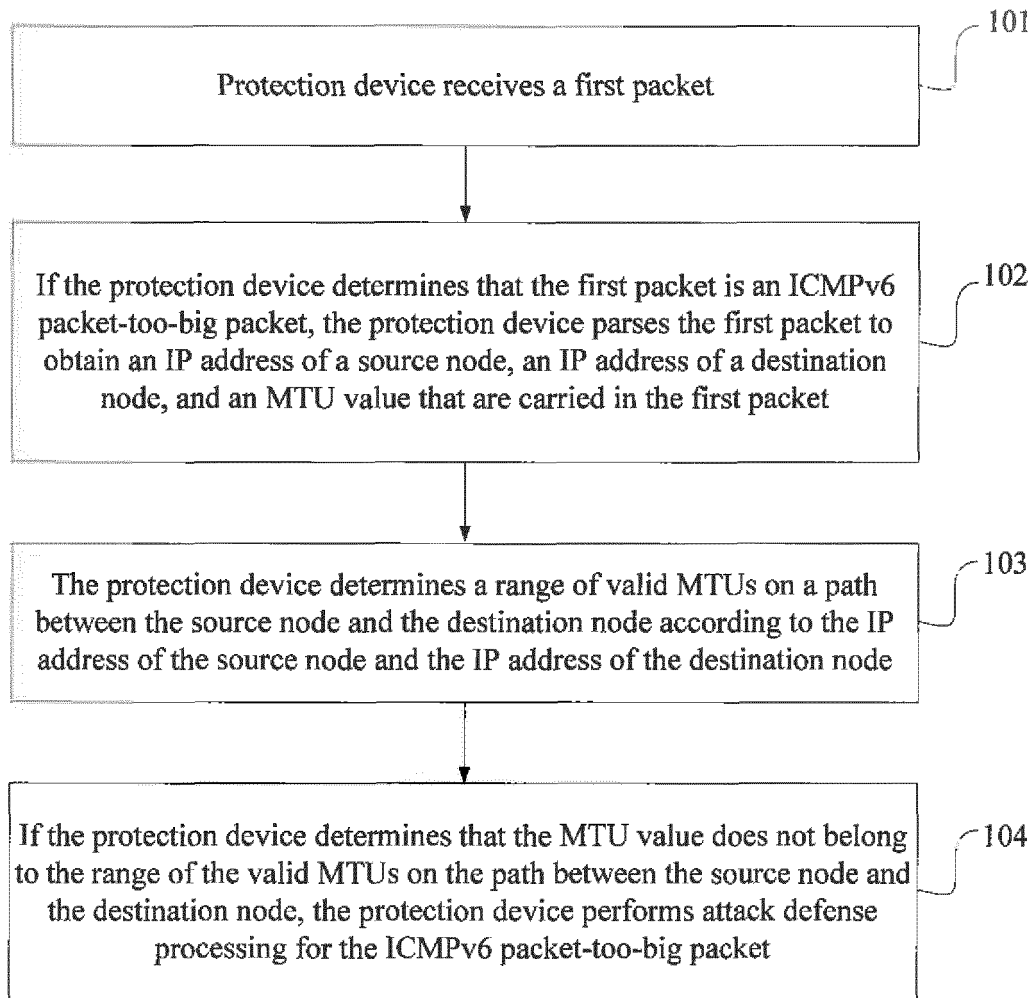 101
Protection device receives a first packet
102
If the protection device determines that the first packet is an ICMPv6
packet-too-big packet, the protection device parses the first packet to
obtain an IP address of a source node, an IP address of a destination
node, and an MTU value that are carried in the first packet
103
The protection device determines a range of valid MTUs on a path
between the source node and the destination node according to the IP
address of the source node and the IP address of the destination node
104
If the protection device determines that the MTU value does not belong
to the range of the valid MTUs on the path between the source node and
the destination node, the protection device performs attack defense
processing for the ICMPv6 packet-too-big packet